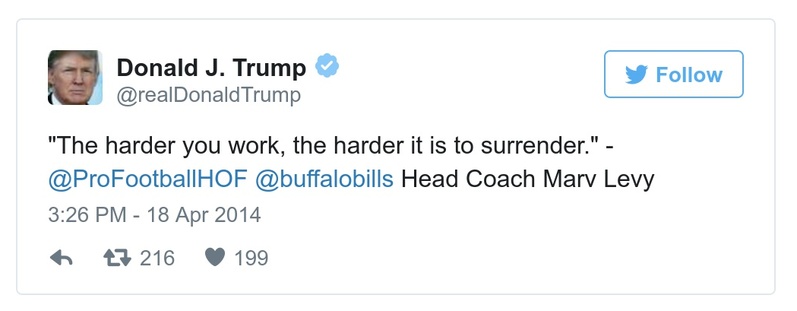 Donald J. Trump
@realDonaldTrump
Follow
"The harder you work, the harder it is to surrender." -
@ProFootballHOF @buffalobills Head Coach Marv Levy
3:26 PM - 18 Apr 2014
216 199